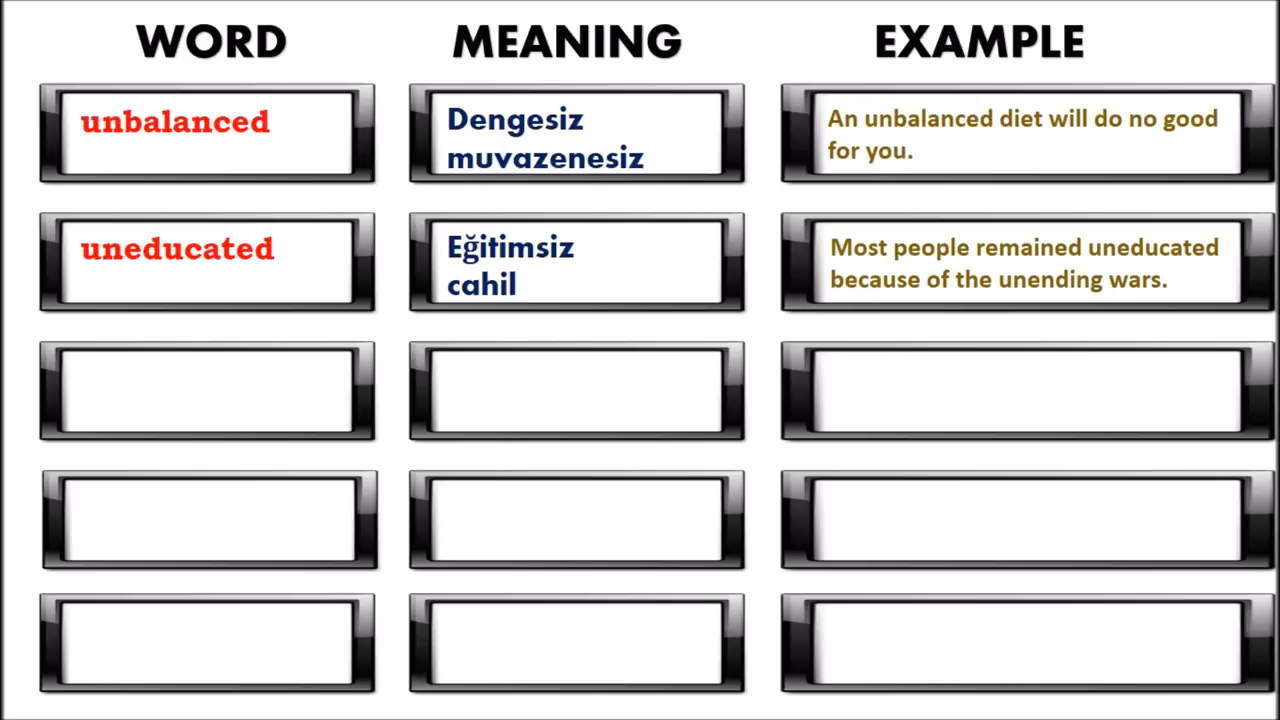 WORD MEANING EXAMPLE
unbalanced
Dengesiz
muvazenesiz
An unbalanced diet will do no good
for you.
uneducated
Eğitimsiz
cahil
Most people remained uneducated
because of the unending wars.